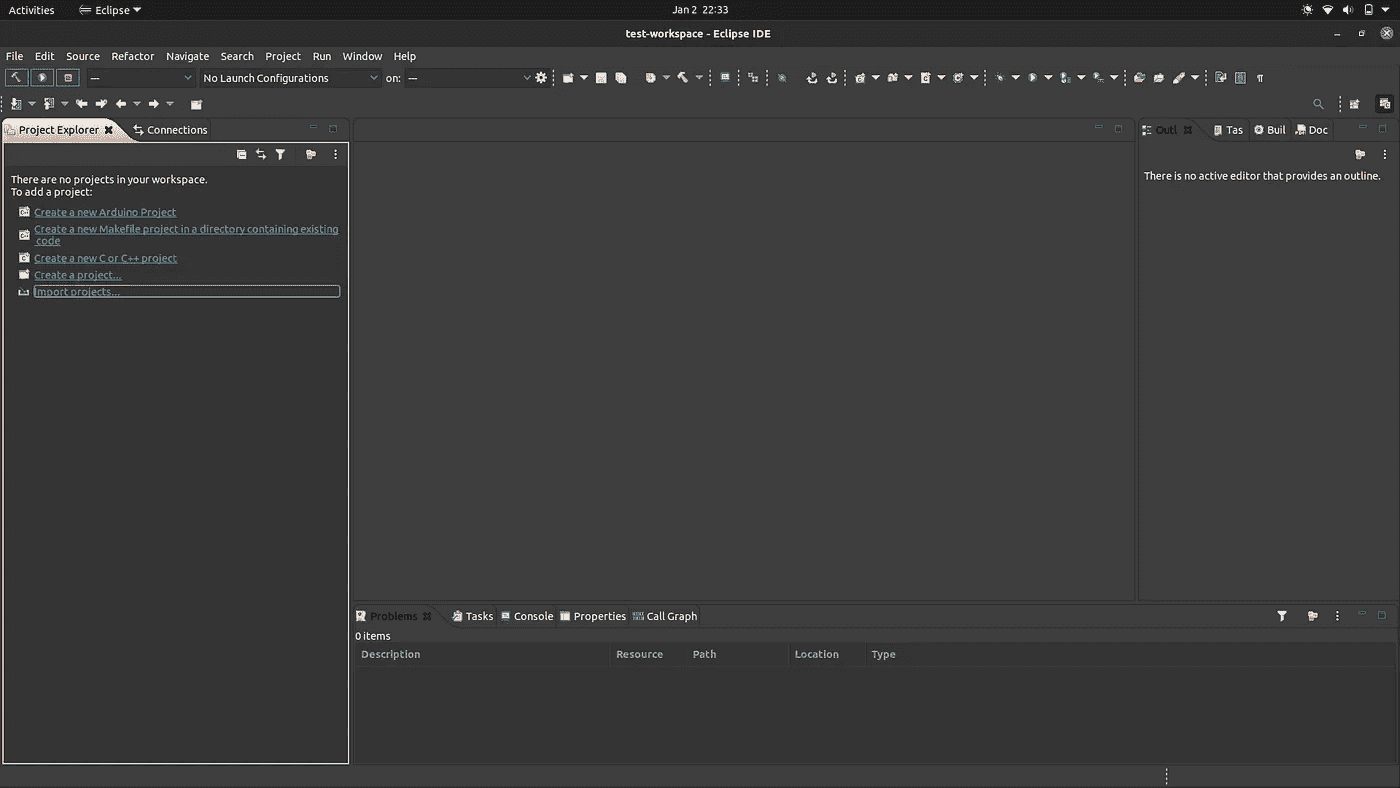 Activities Eclipse Jan 2 22:33
test-workspace - Eclipse IDE
File Edit Source Refactor Navigate Search Project Run Window Help
--- No Launch Configurations on: ---
Project Explorer Connections
Outl Tas Buil Doc
There are no projects in your workspace.
To add a project:
Create a new Arduino Project
Create a new Makefile project in a directory containing existing
code
Create a new C or C++ project
Create a project...
Import projects...
There is no active editor that provides an outline.
Problems Tasks Console Properties Call Graph
0 items
Description Resource Path Location Type